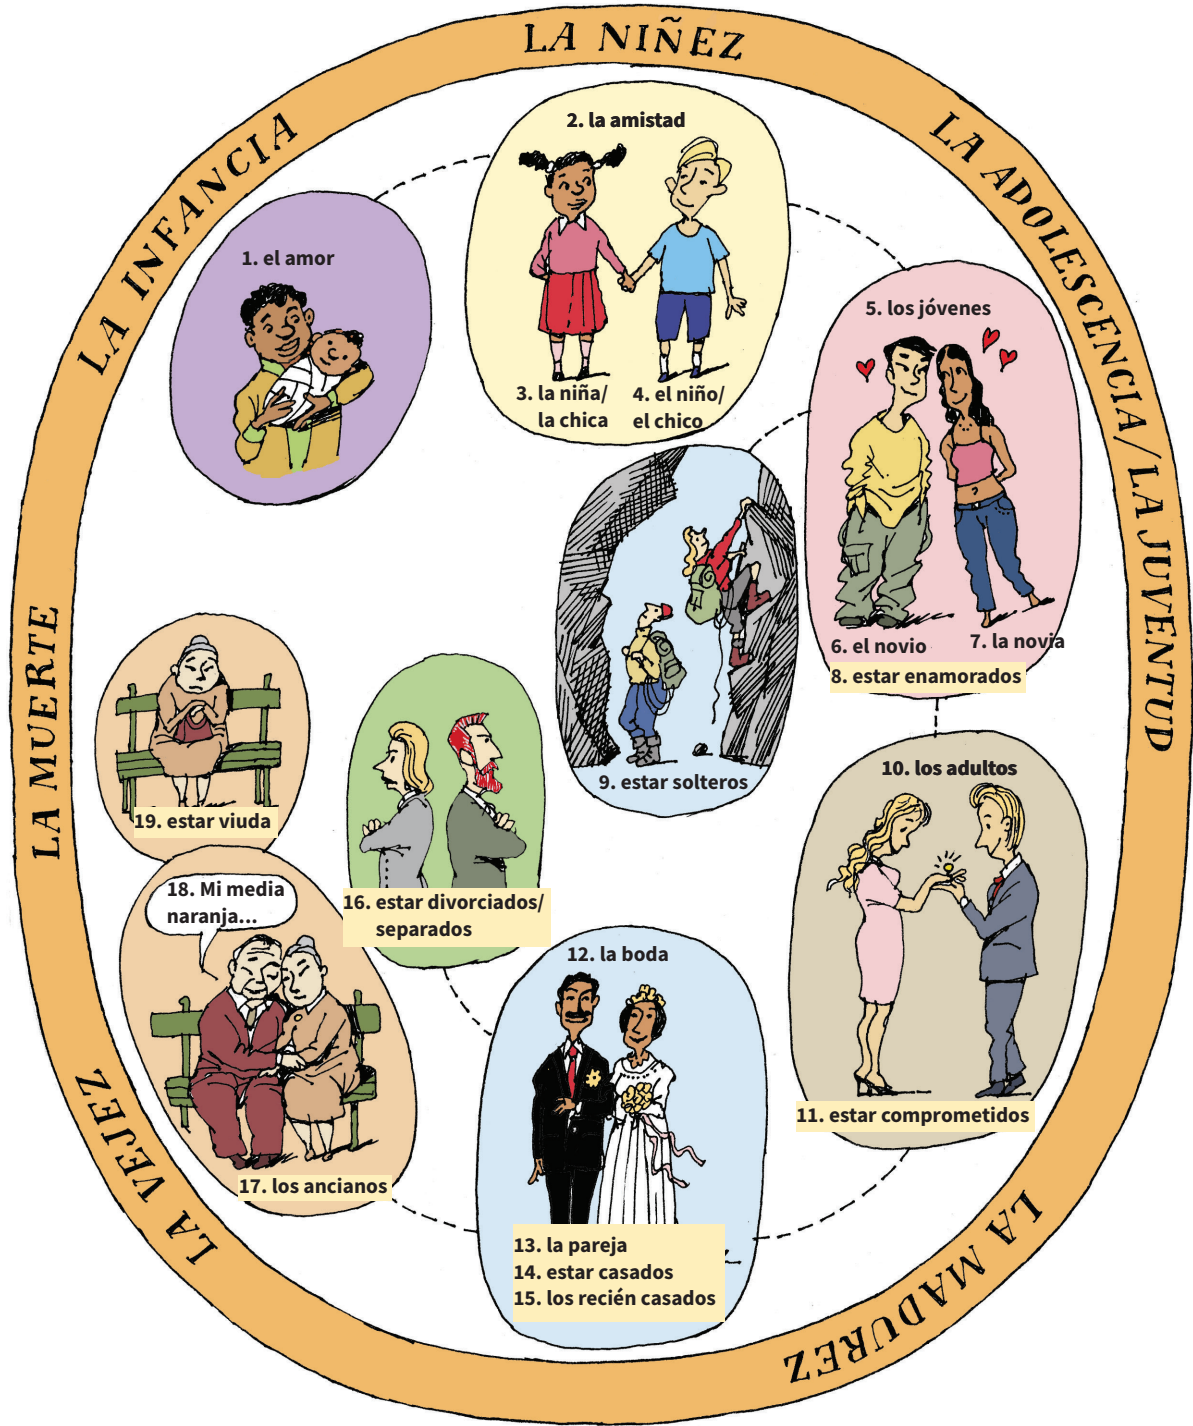 LA INFANCIA
LA NIÑEZ
LA ADOLESCENCIA/LA JUVENTUD
LA MADUREZ
LA VEJEZ
LA MUERTE
1. el amor
2. la amistad
3. la niña/
la chica
4. el niño/
el chico
5. los jóvenes
6. el novio
7. la novia
8. estar enamorados
9. estar solteros
10. los adultos
11. estar comprometidos
12. la boda
13. la pareja
14. estar casados
15. los recién casados
16. estar divorciados/
separados
17. los ancianos
18. Mi media
naranja...
19. estar viuda